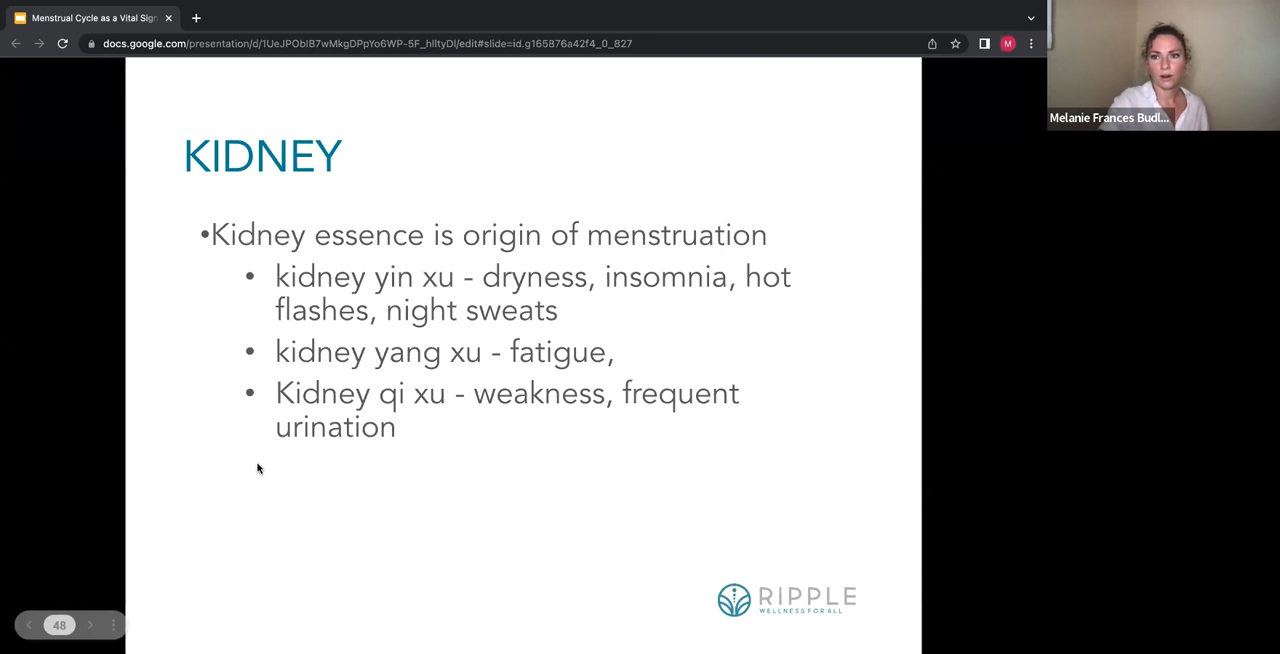 Menstrual Cycle as a Vital Sign
docs.google.com/presentation/d/1UeJPOblB7wMkgDPpYo6WP-5F_hlltyDl/edit#slide=id.g165876a42f4_0_827
M
Melanie Frances Budl...
KIDNEY
•Kidney essence is origin of menstruation
• kidney yin xu - dryness, insomnia, hot
flashes, night sweats
• kidney yang xu - fatigue,
• Kidney qi xu - weakness, frequent
urination
RIPPLE
WELLNESS FOR ALL
48